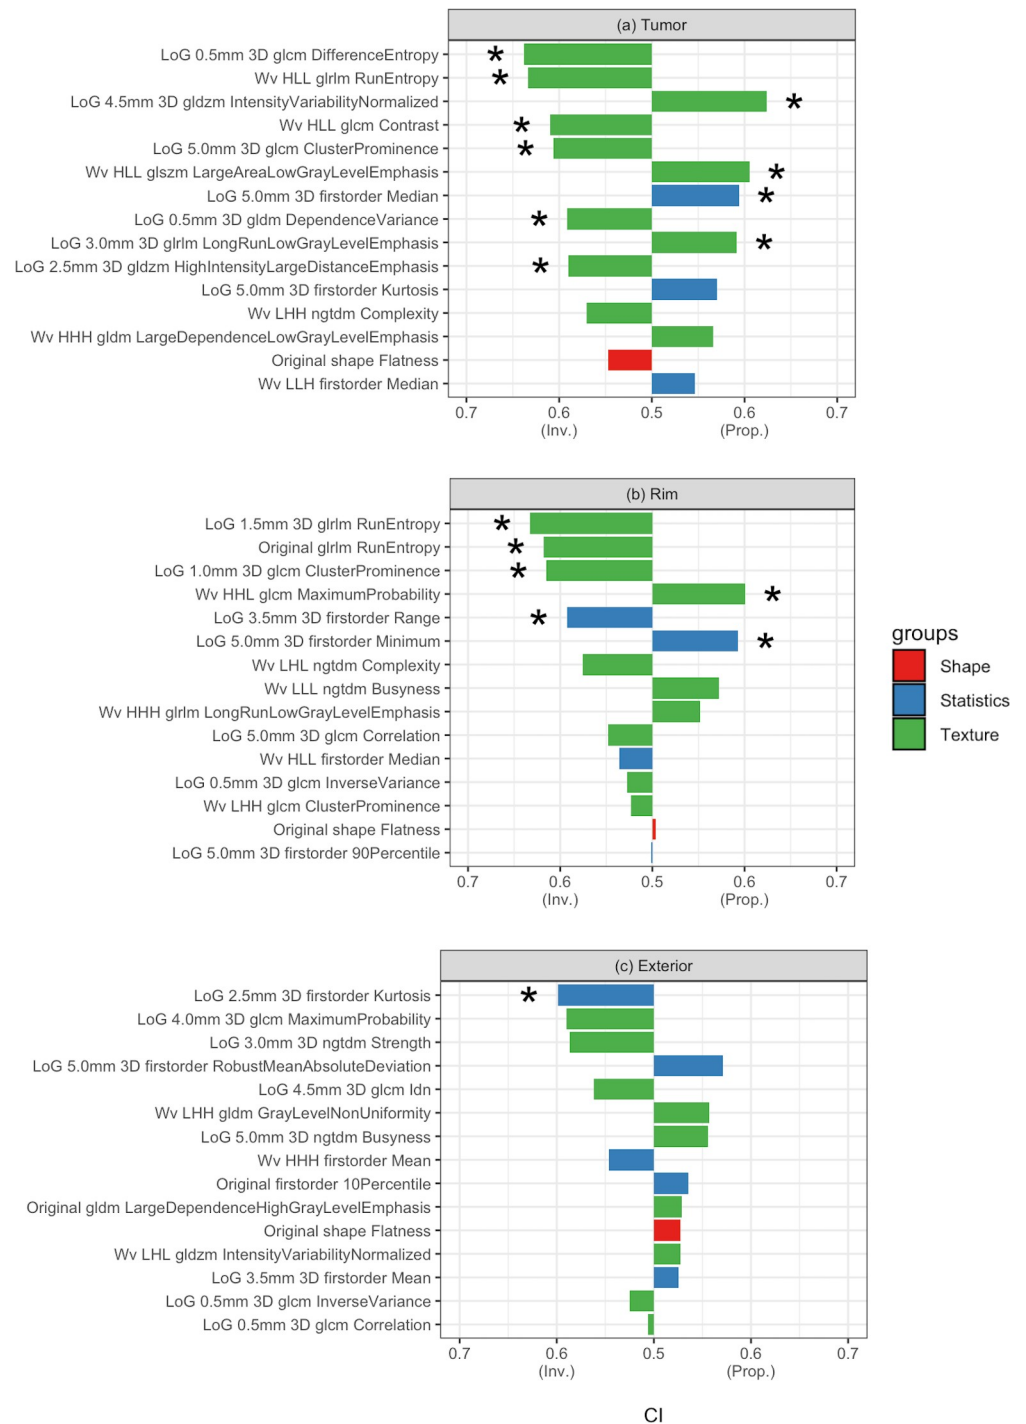 (a) Tumor
LoG 0.5mm 3D glcm DifferenceEntropy
*
Wv HLL glrlm RunEntropy
*
LoG 4.5mm 3D gldzm IntensityVariabilityNormalized
*
Wv HLL glcm Contrast
*
LoG 5.0mm 3D glcm ClusterProminence
*
Wv HLL glszm LargeAreaLowGrayLevelEmphasis
*
LoG 5.0mm 3D firstorder Median
*
LoG 0.5mm 3D gldm DependenceVariance
*
LoG 3.0mm 3D glrlm LongRunLowGrayLevelEmphasis
*
LoG 2.5mm 3D gldzm HighIntensityLargeDistanceEmphasis
*
LoG 5.0mm 3D firstorder Kurtosis
Wv LHH ngtdm Complexity
Wv HHH gldm LargeDependenceLowGrayLevelEmphasis
Original shape Flatness
Wv LLH firstorder Median
0.7 0.6 0.5 0.6 0.7
(Inv.) (Prop.)
(b) Rim
LoG 1.5mm 3D glrlm RunEntropy
*
Original glrlm RunEntropy
*
LoG 1.0mm 3D glcm ClusterProminence
*
Wv HHL glcm MaximumProbability
*
LoG 3.5mm 3D firstorder Range
*
LoG 5.0mm 3D firstorder Minimum
*
Wv LHL ngtdm Complexity
Wv LLL ngtdm Busyness
Wv HHH glrlm LongRunLowGrayLevelEmphasis
LoG 5.0mm 3D glcm Correlation
Wv HLL firstorder Median
LoG 0.5mm 3D glcm InverseVariance
Wv LHH glcm ClusterProminence
Original shape Flatness
LoG 5.0mm 3D firstorder 90Percentile
0.7 0.6 0.5 0.6 0.7
(Inv.) (Prop.)
groups
Shape
Statistics
Texture
(c) Exterior
LoG 2.5mm 3D firstorder Kurtosis
*
LoG 4.0mm 3D glcm MaximumProbability
LoG 3.0mm 3D ngtdm Strength
LoG 5.0mm 3D firstorder RobustMeanAbsoluteDeviation
LoG 4.5mm 3D glcm Idn
Wv LHH gldm GrayLevelNonUniformity
LoG 5.0mm 3D ngtdm Busyness
Wv HHH firstorder Mean
Original firstorder 10Percentile
Original gldm LargeDependenceHighGrayLevelEmphasis
Original shape Flatness
Wv LHL gldzm IntensityVariabilityNormalized
LoG 3.5mm 3D firstorder Mean
LoG 0.5mm 3D glcm InverseVariance
LoG 0.5mm 3D glcm Correlation
0.7 0.6 0.5 0.6 0.7
(Inv.) (Prop.)
CI